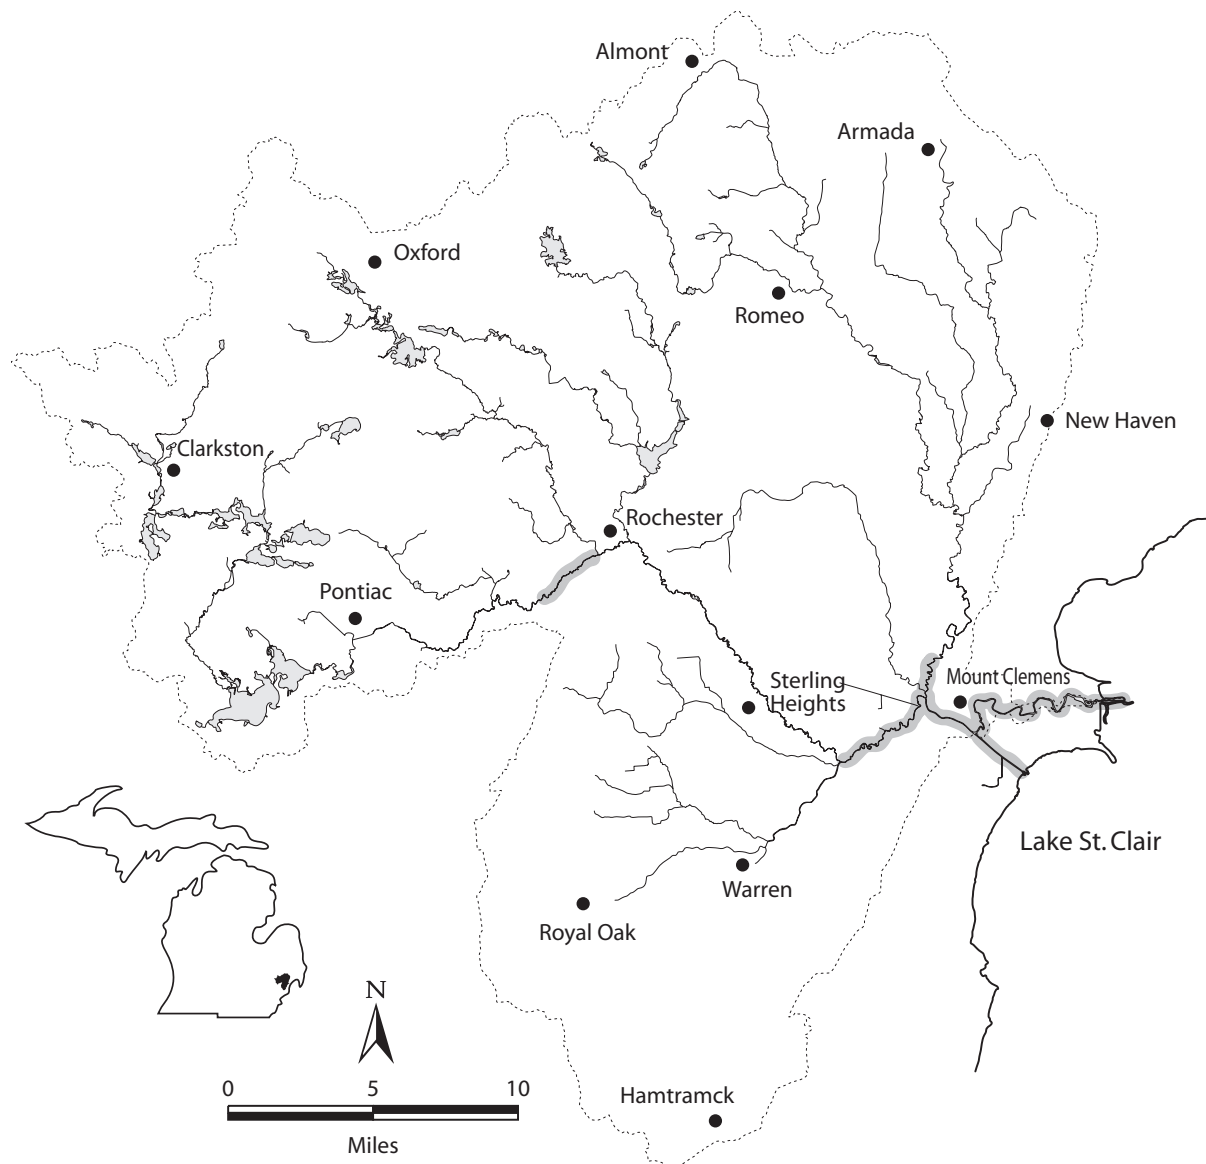 Almont
Armada
Oxford
Romeo
New Haven
Clarkston
Rochester
Pontiac
Sterling
Heights
Mount Clemens
Lake St. Clair
Warren
Royal Oak
N
0 5 10
Miles
Hamtramck